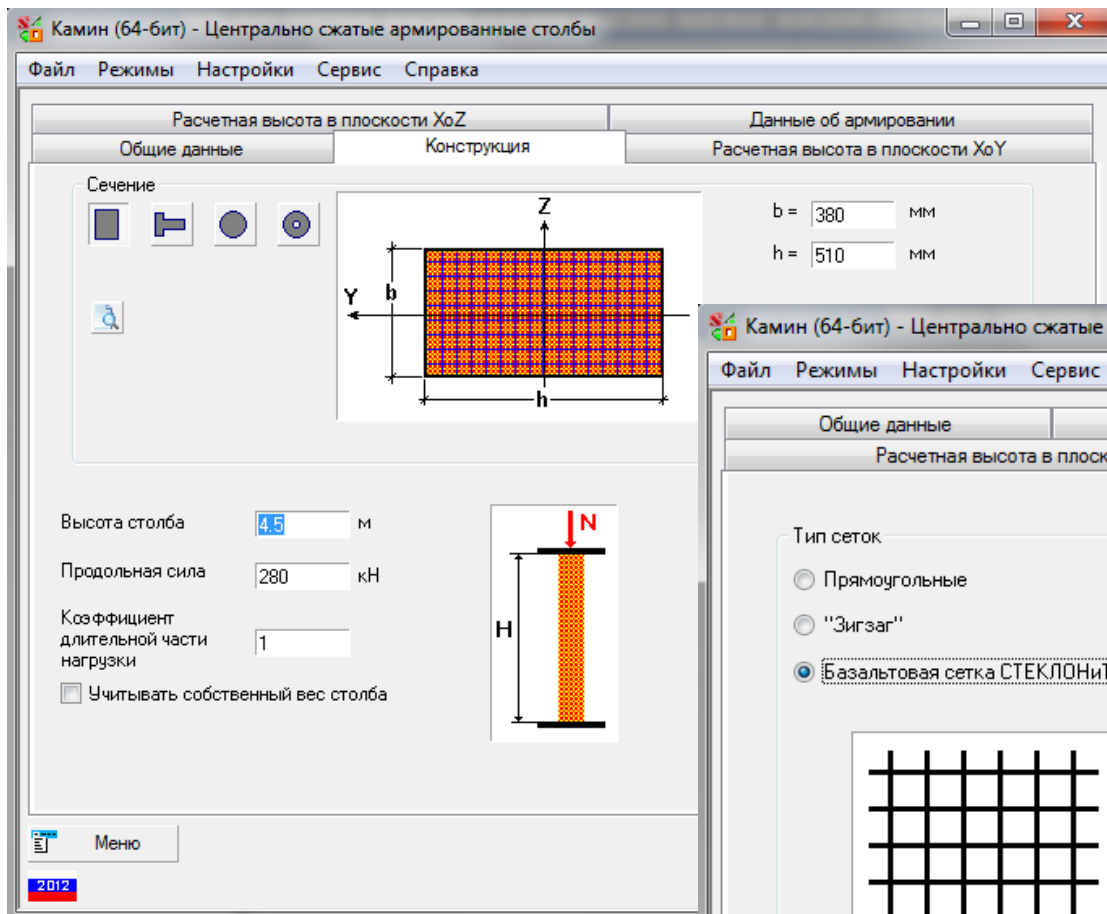 Камин (64-бит) - Центрально сжатые армированные столбы
Файл Режимы Настройки Сервис Справка
Расчетная высота в плоскости XoZ Данные об армировании
Общие данные Конструкция Расчетная высота в плоскости XoY
Сечение
Z
Y
b
h
b = 380 мм
h = 510 мм
Высота столба 4.5 м
Продольная сила 280 кН
Коэффициент
длительной части
нагрузки
1
Учитывать собственный вес столба
N
H
Меню
2012
Камин (64-бит) - Центрально сжатые
Файл Режимы Настройки Сервис
Общие данные
Расчетная высота в плоск
Тип сеток
Прямоугольные
"Зигзаг"
Базальтовая сетка СТЕКЛОНиТ